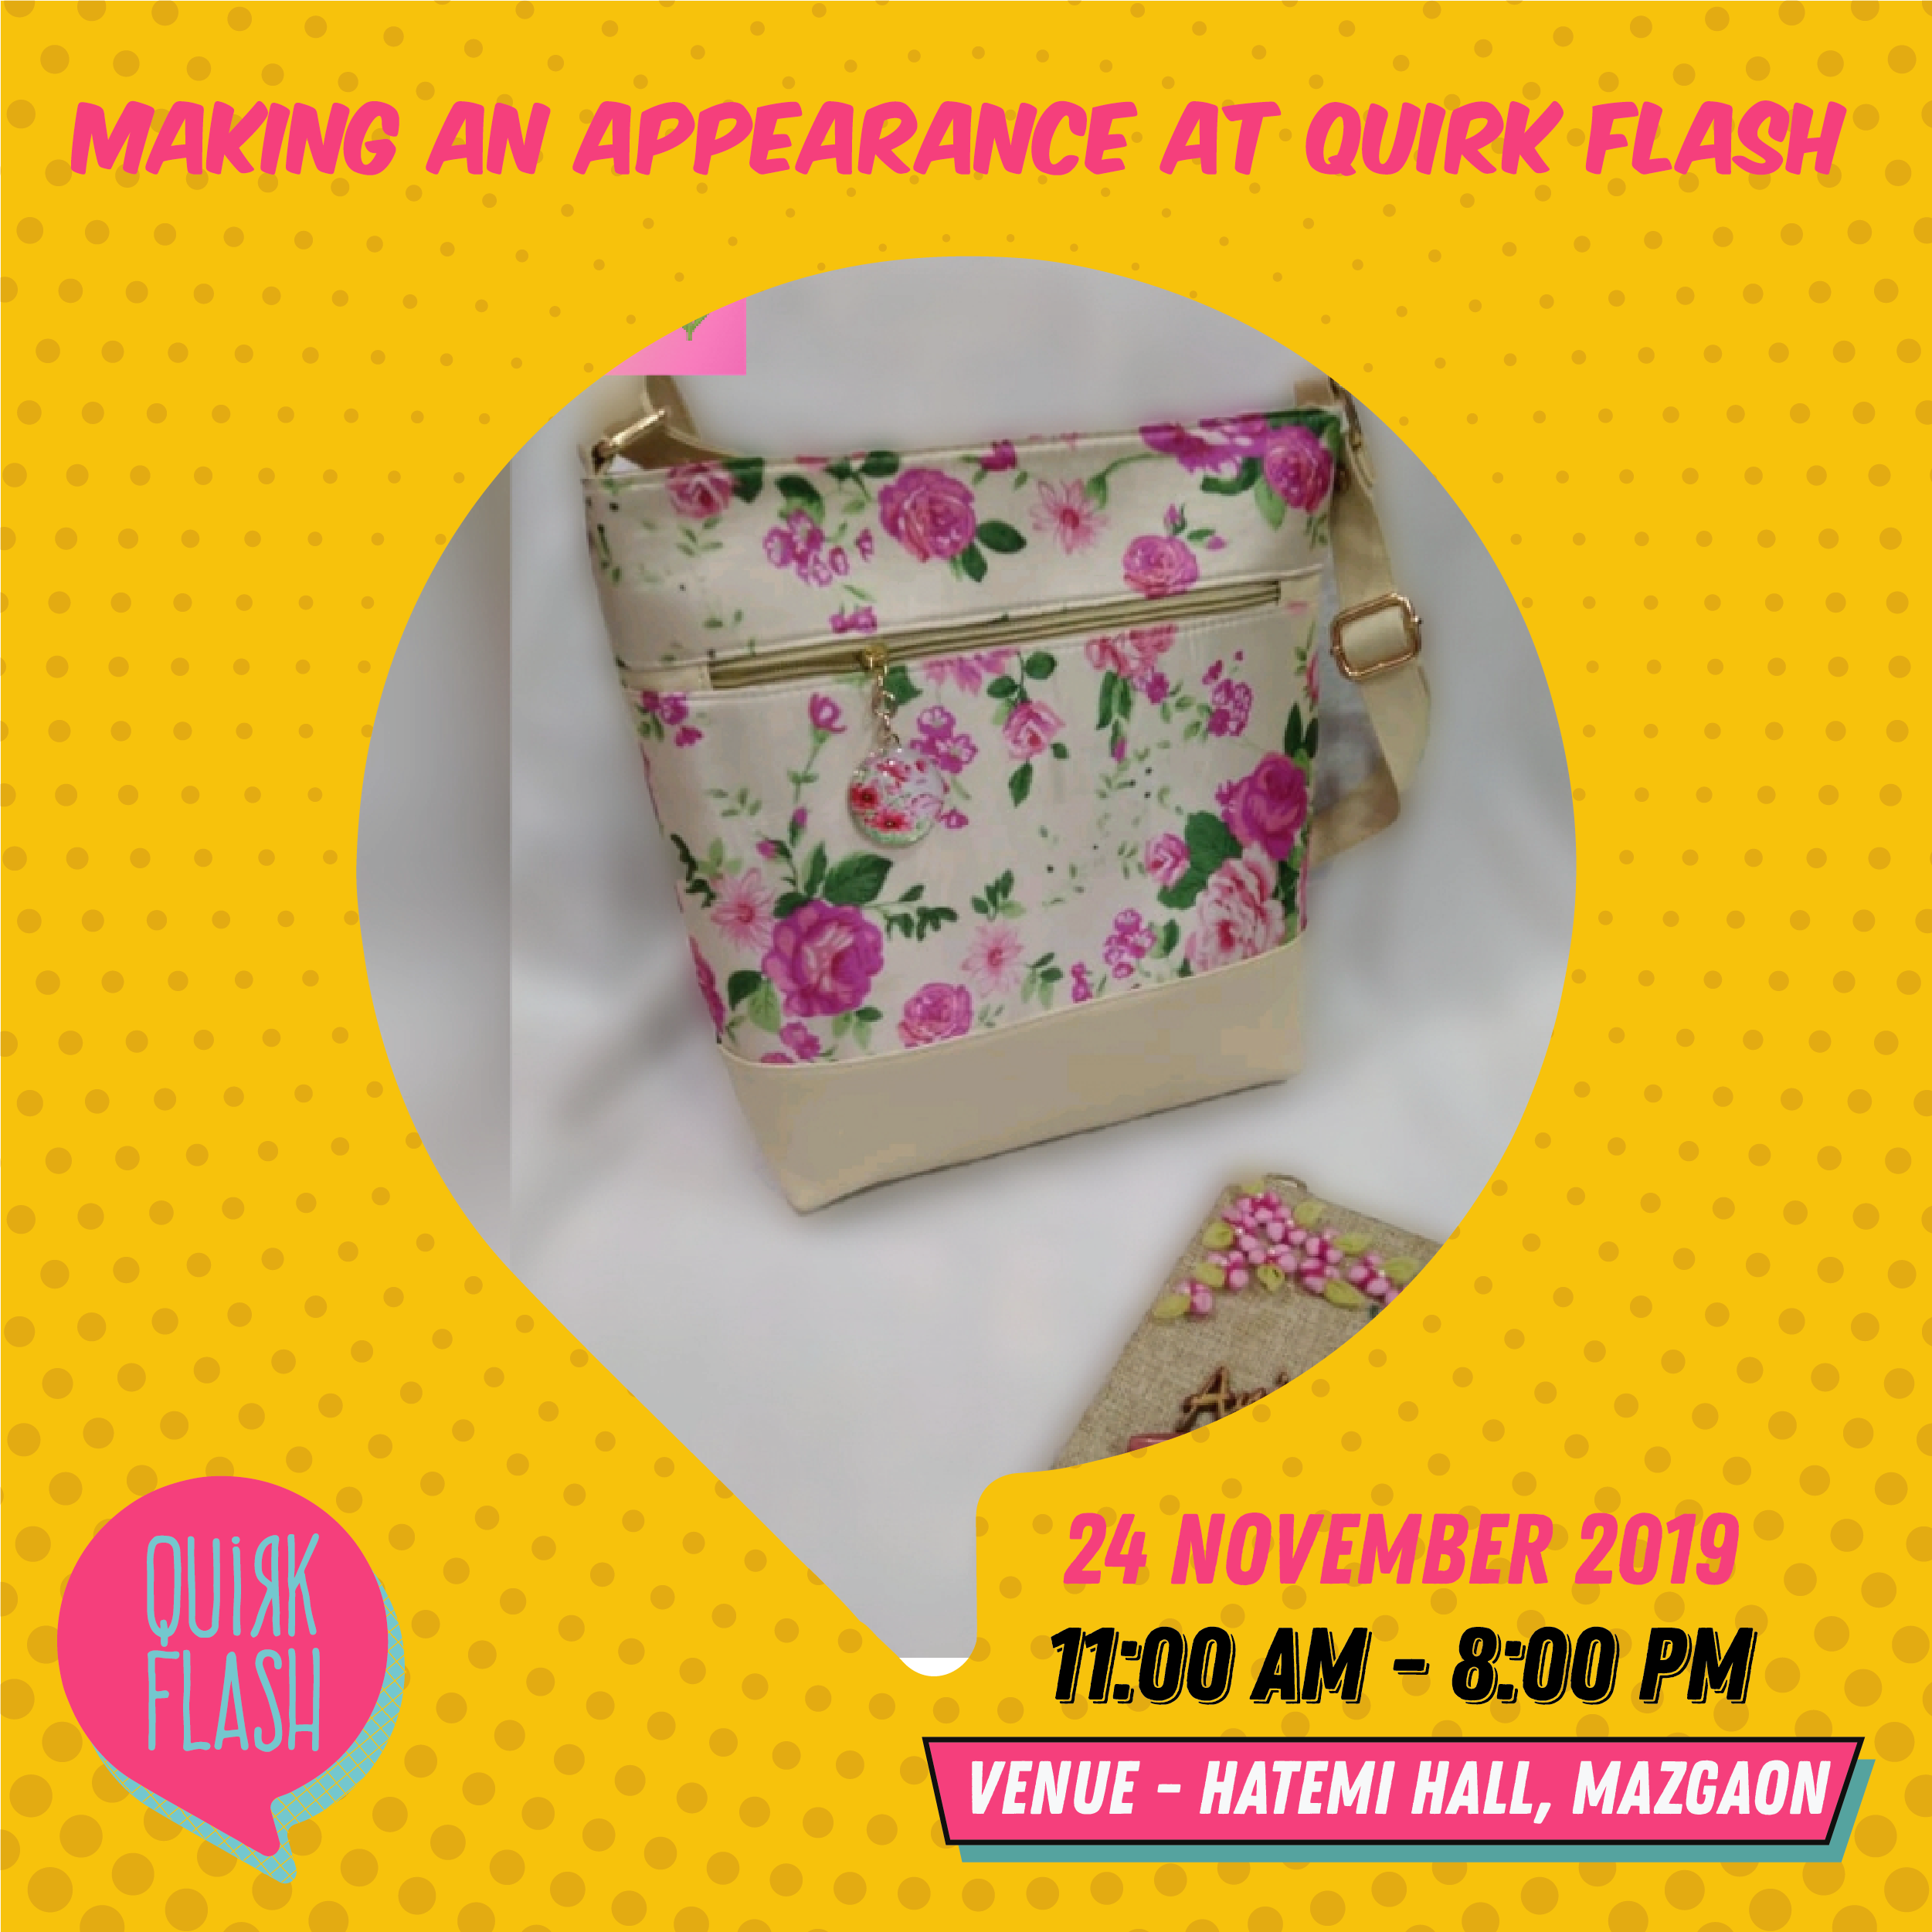 MAKING AN APPEARANCE AT QUIRK FLASH
24 NOVEMBER 2019
11:00 AM - 8:00 PM
VENUE - HATEMI HALL, MAZGAON
QUiRK
FLASH